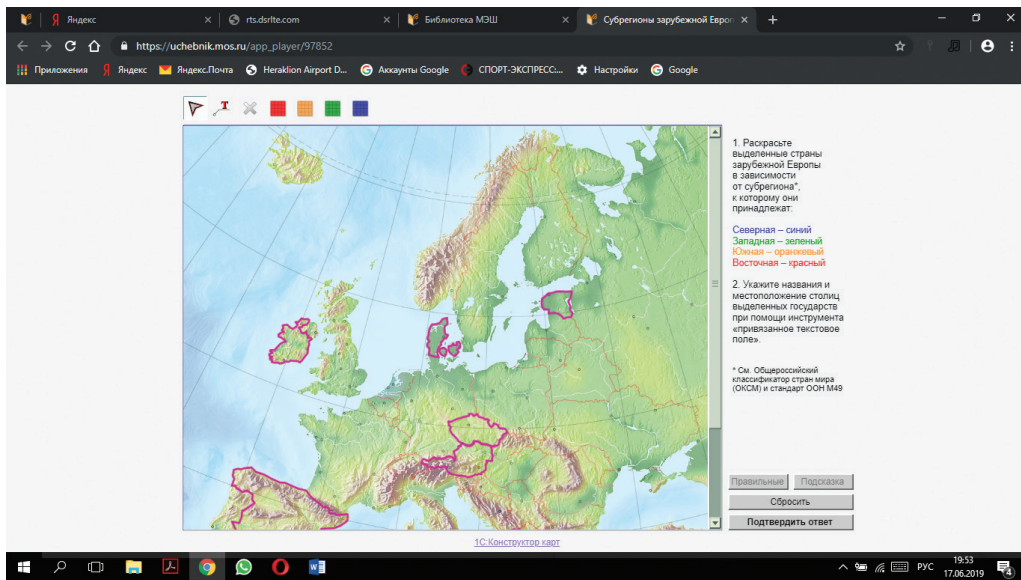 Яндекс
rts.dsrlte.com
Библиотека МЭШ
Субрегионы зарубежной Европ
https://uchebnik.mos.ru/app_player/97852
Приложения
Яндекс
Яндекс.Почта
Heraklion Airport D...
Аккаунты Google
СПОРТ-ЭКСПРЕСС:...
Настройки
Google
1. Раскрасьте
выделенные страны
зарубежной Европы
в зависимости
от субрегиона*,
к которому они
принадлежат:
Северная – синий
Западная – зеленый
Южная – оранжевый
Восточная – красный
2. Укажите названия и
местоположение столиц
выделенных государств
при помощи инструмента
«привязанное текстовое
поле».
* См. Общероссийский
классификатор стран мира
(ОКСМ) и стандарт ООН М49
Правильные
Подсказка
Сбросить
Подтвердить ответ
1С:Конструктор карт
РУС
19:53
17.06.2019
4